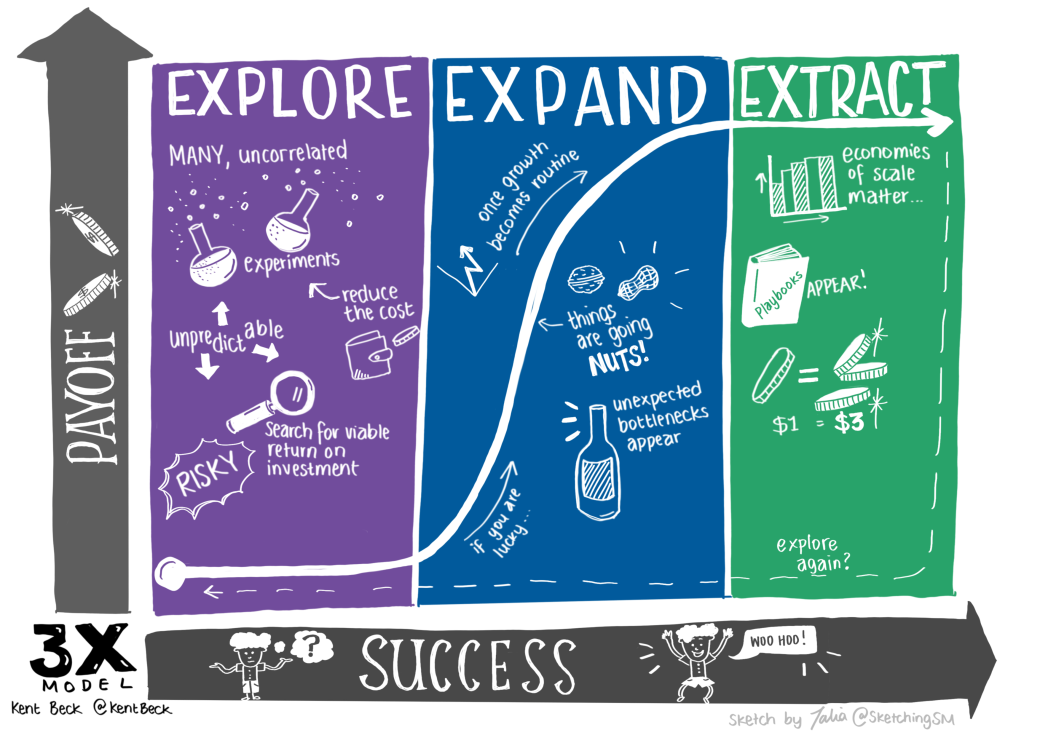 EXPLORE
MANY, uncorrelated
experiments
reduce
the cost
unpredictable
Search for viable
return on
investment
RISKY
EXPAND
once growth
becomes routine
things
are going
NUTS!
unexpected
bottlenecks
appear
if you are
lucky...
EXTRACT
economies
of scale
matter...
Playbooks
APPEAR!
=
$1 = $3
explore
again?
PAYOFF
$
$
3X
MODEL
Kent Beck @KentBeck
?
SUCCESS
WOO HOO!
Sketch by Talia @SketchingSM